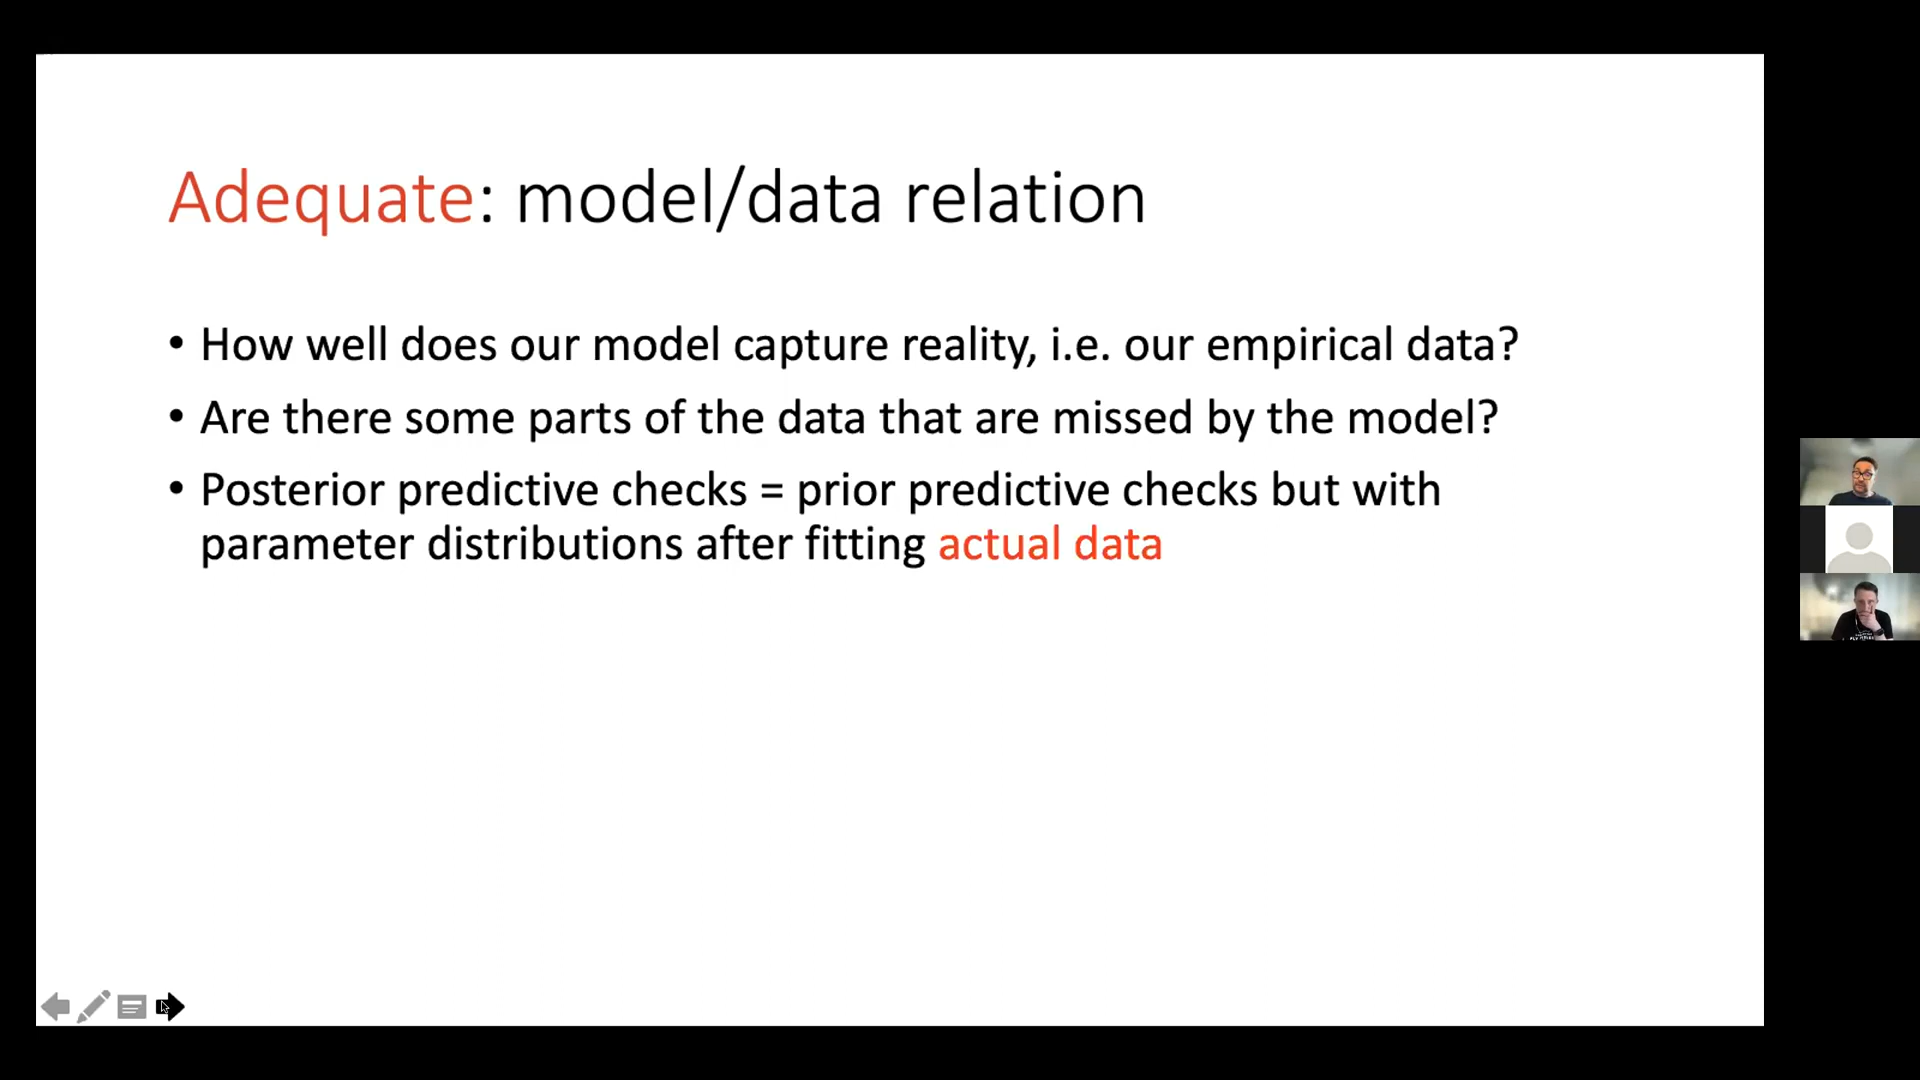 Adequate: model/data relation
• How well does our model capture reality, i.e. our empirical data?
• Are there some parts of the data that are missed by the model?
• Posterior predictive checks = prior predictive checks but with
parameter distributions after fitting actual data